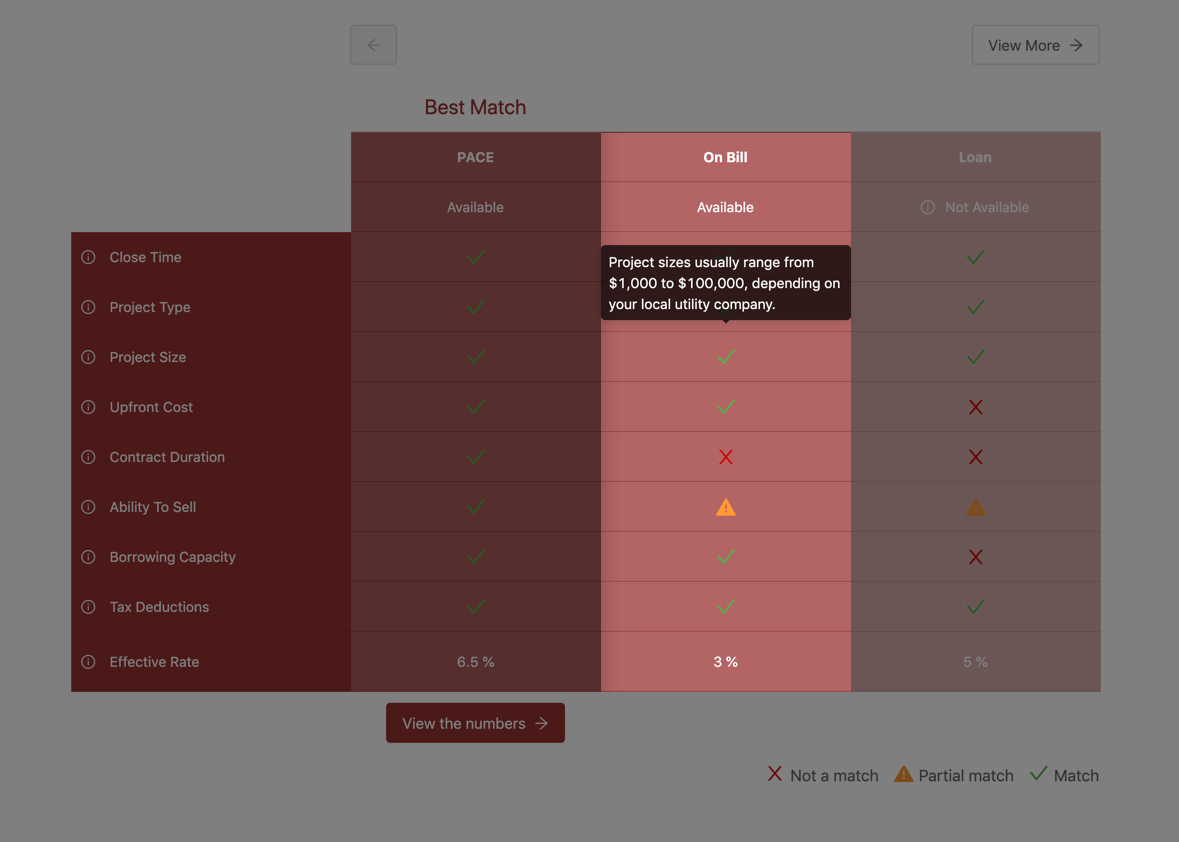 View More
Best Match
PACE
On Bill
Loan
Available
Available
Not Available
Close Time
Project sizes usually range from
$1,000 to $100,000, depending on
your local utility company.
Project Type
Project Size
Upfront Cost
Contract Duration
Ability To Sell
Borrowing Capacity
Tax Deductions
Effective Rate
6.5 %
3 %
5 %
View the numbers
Not a match
Partial match
Match